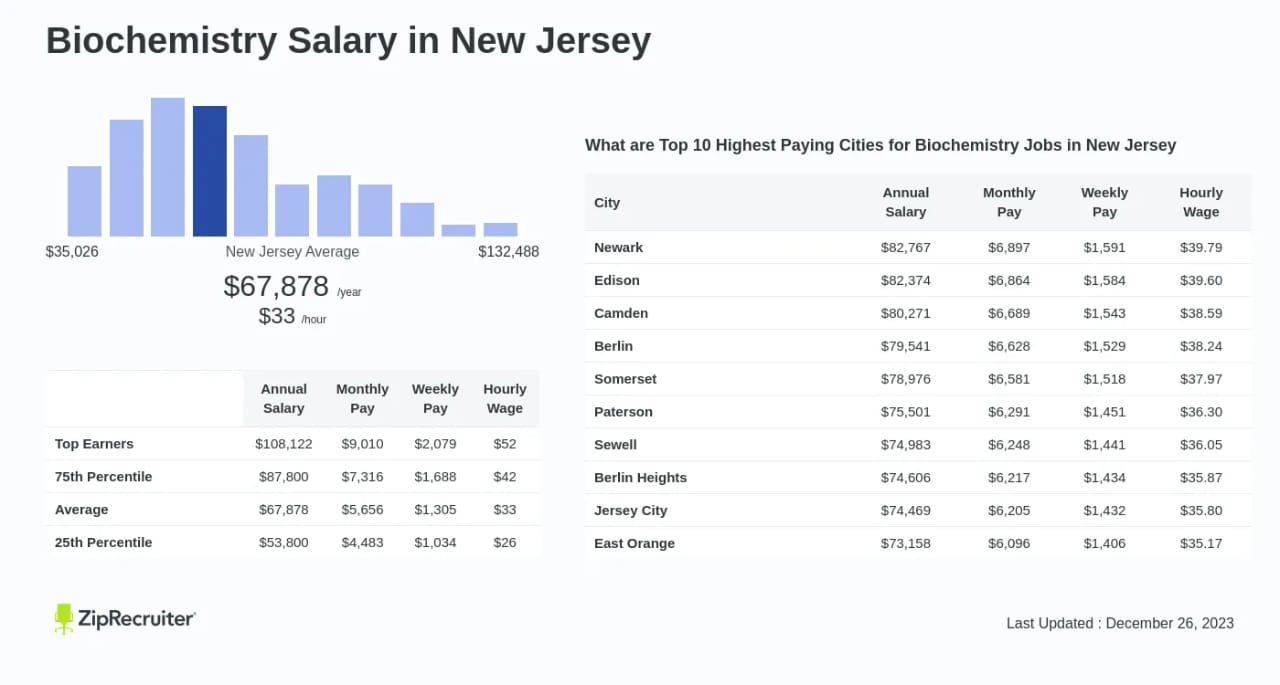 Biochemistry Salary in New Jersey
$35,026 New Jersey Average $132,488
$67,878 /year
$33 /hour
Annual Salary Monthly Pay Weekly Pay Hourly Wage
Top Earners $108,122 $9,010 $2,079 $52
75th Percentile $87,800 $7,316 $1,688 $42
Average $67,878 $5,656 $1,305 $33
25th Percentile $53,800 $4,483 $1,034 $26
What are Top 10 Highest Paying Cities for Biochemistry Jobs in New Jersey
City Annual Salary Monthly Pay Weekly Pay Hourly Wage
Newark $82,767 $6,897 $1,591 $39.79
Edison $82,374 $6,864 $1,584 $39.60
Camden $80,271 $6,689 $1,543 $38.59
Berlin $79,541 $6,628 $1,529 $38.24
Somerset $78,976 $6,581 $1,518 $37.97
Paterson $75,501 $6,291 $1,451 $36.30
Sewell $74,983 $6,248 $1,441 $36.05
Berlin Heights $74,606 $6,217 $1,434 $35.87
Jersey City $74,469 $6,205 $1,432 $35.80
East Orange $73,158 $6,096 $1,406 $35.17
ZipRecruiter
Last Updated : December 26, 2023